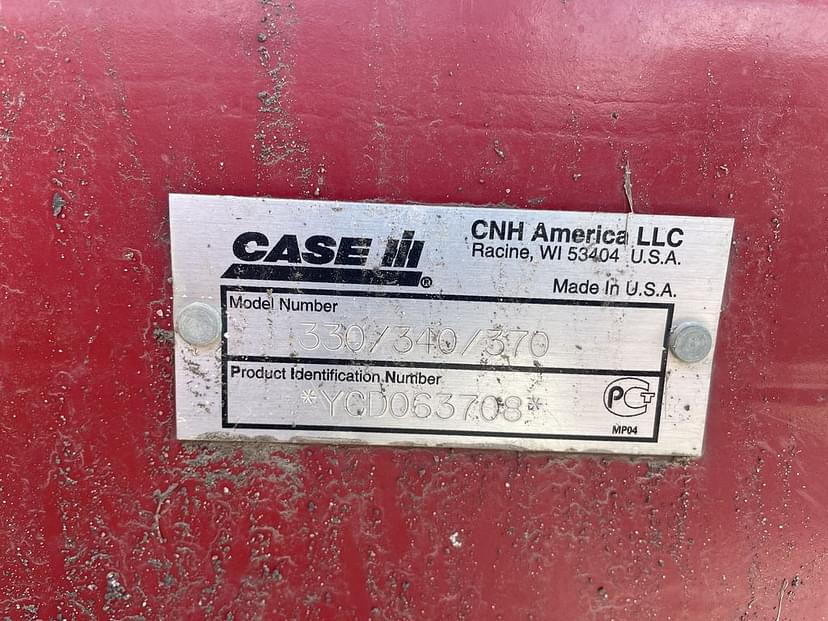 CASE IH ®
CNH America LLC
Racine, WI 53404 U.S.A.
Made In U.S.A.
Model Number
330/340/370
Product Identification Number
*YCD063708*
PCT
MP04